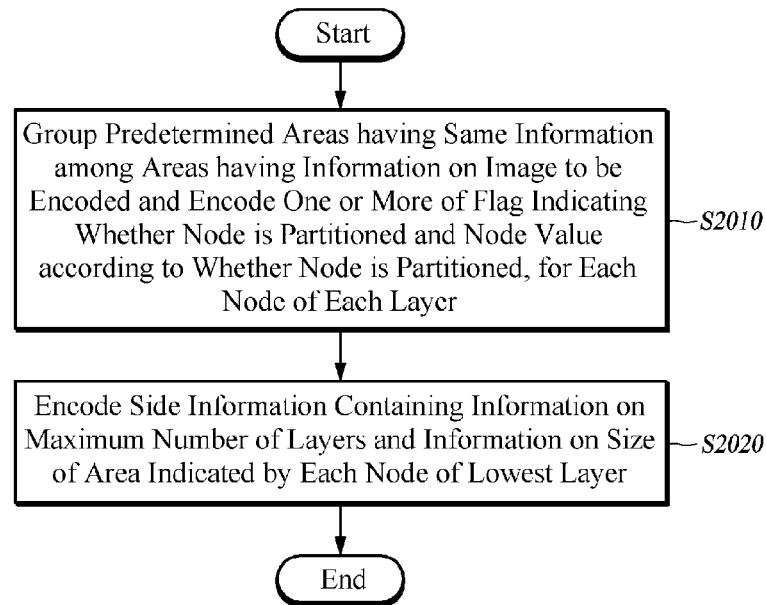 Start
Group Predetermined Areas having Same Information
among Areas having Information on Image to be
Encoded and Encode One or More of Flag Indicating
Whether Node is Partitioned and Node Value
according to Whether Node is Partitioned, for Each
Node of Each Layer
S2010
Encode Side Information Containing Information on
Maximum Number of Layers and Information on Size
of Area Indicated by Each Node of Lowest Layer
S2020
End